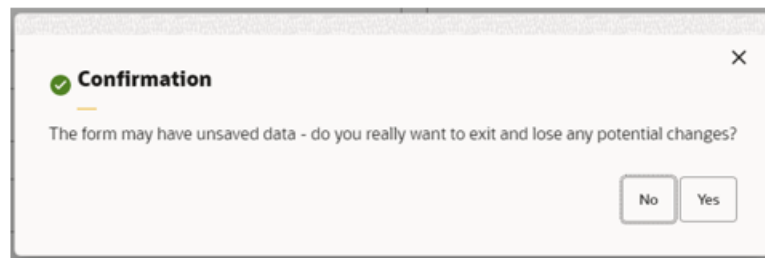 Confirmation
The form may have unsaved data - do you really want to exit and lose any potential changes?
No
Yes